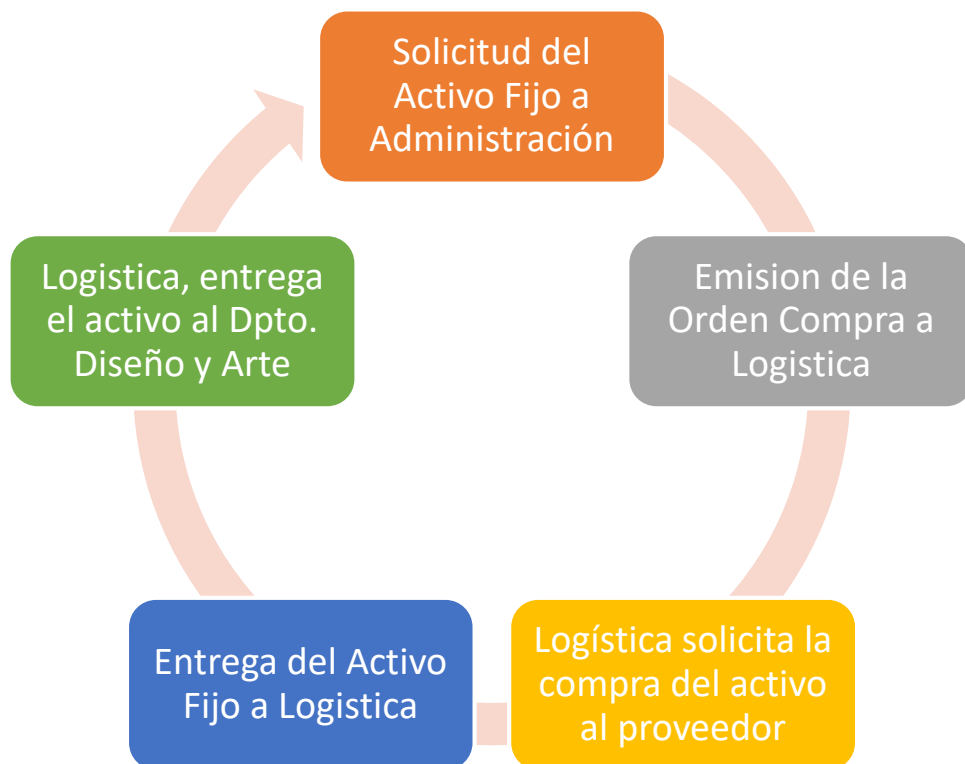 Solicitud del
Activo Fijo a
Administración
Emision de la
Orden Compra a
Logistica
Logística solicita la
compra del activo
al proveedor
Entrega del Activo
Fijo a Logistica
Logistica, entrega
el activo al Dpto.
Diseño y Arte